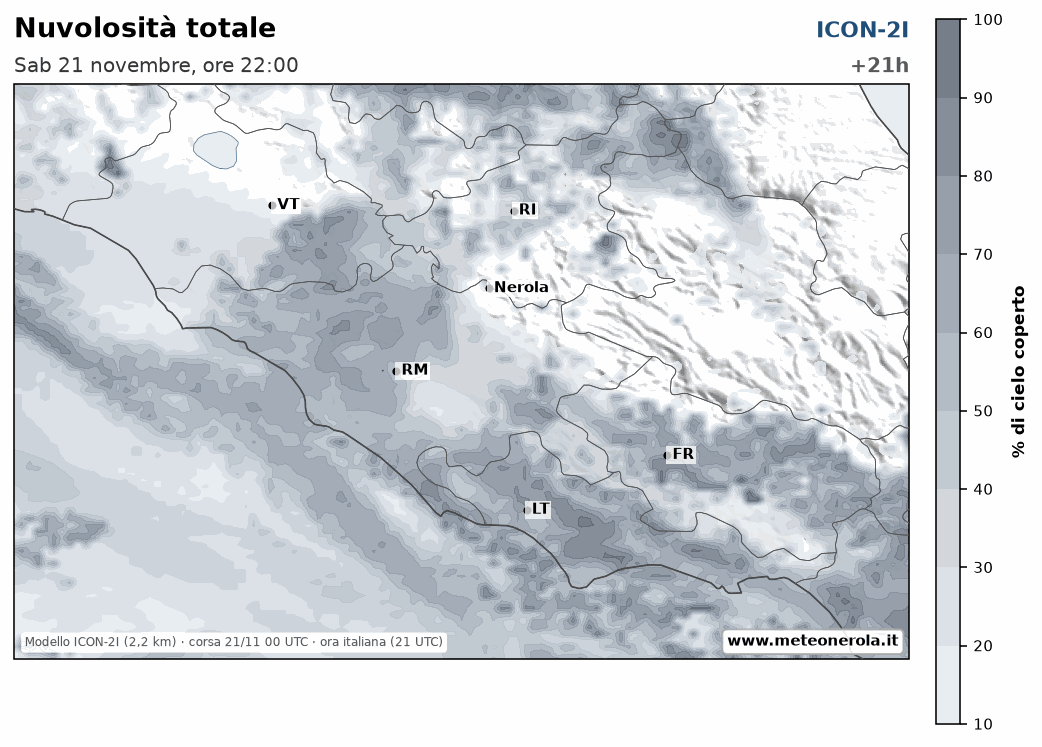 Nuvolosità totale
ICON-2I
Sab 21 novembre, ore 22:00
+21h
VT
RI
Nerola
RM
FR
LT
Modello ICON-2I (2,2 km) · corsa 21/11 00 UTC · ora italiana (21 UTC)
www.meteonerola.it
100
90
80
70
60
50
40
30
20
10
% di cielo coperto